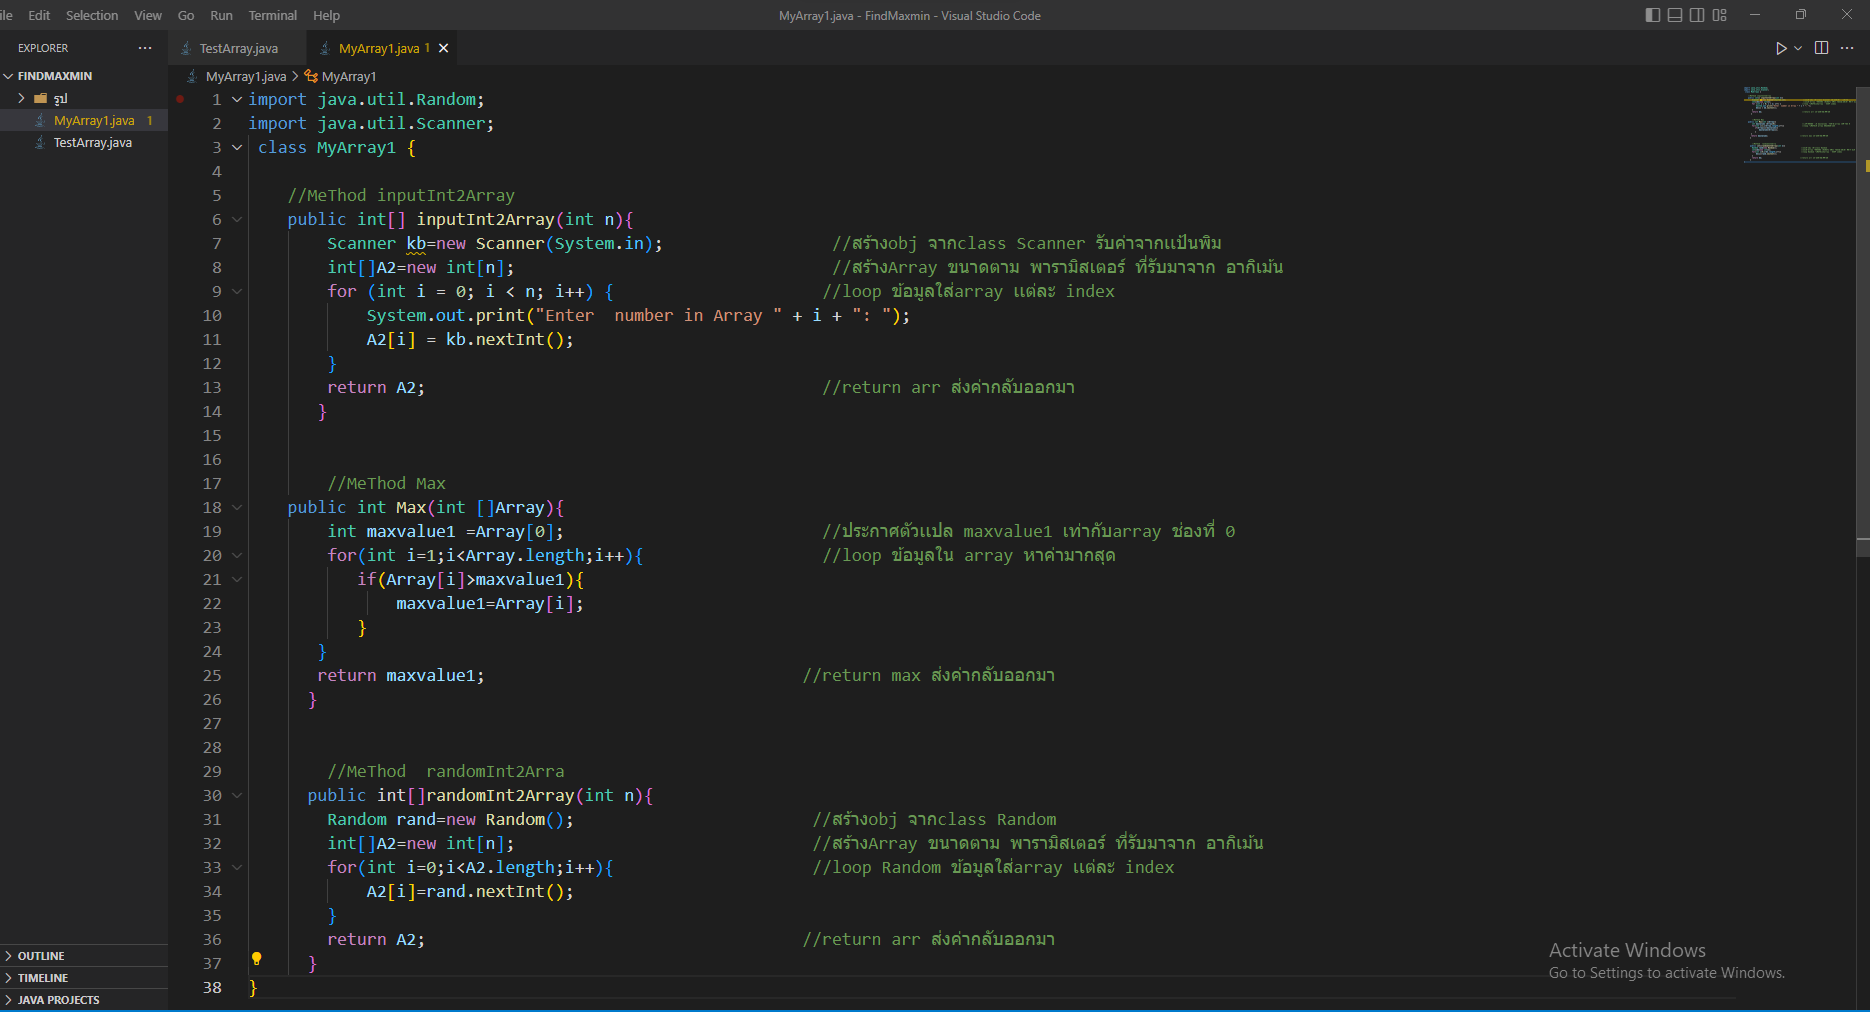 ile Edit Selection View Go Run Terminal Help MyArray1.java - FindMaxmin - Visual Studio Code
EXPLORER
TestArray.java
MyArray1.java 1
FINDMAXMIN
รูป
MyArray1.java 1
TestArray.java
MyArray1.java > MyArray1
1 import java.util.Random;
2 import java.util.Scanner;
3 class MyArray1 {
4
5 //MeThod inputInt2Array
6 public int[] inputInt2Array(int n){
7 Scanner kb=new Scanner(System.in); //สร้างobj จากclass Scanner รับค่าจากแป้นพิม
8 int[]A2=new int[n]; //สร้างArray ขนาดตาม พารามิสเตอร์ ที่รับมาจาก อากิเม้น
9 for (int i = 0; i < n; i++) { //loop ข้อมูลใส่array แต่ละ index
10 System.out.print("Enter  number in Array " + i + ": ");
11 A2[i] = kb.nextInt();
12 }
13 return A2; //return arr ส่งค่ากลับออกมา
14 }
15
16
17 //MeThod Max
18 public int Max(int []Array){
19 int maxvalue1 =Array[0]; //ประกาศตัวแปล maxvalue1 เท่ากับarray ช่องที่ 0
20 for(int i=1;i<Array.length;i++){ //loop ข้อมูลใน array หาค่ามากสุด
21 if(Array[i]>maxvalue1){
22 maxvalue1=Array[i];
23 }
24 }
25 return maxvalue1; //return max ส่งค่ากลับออกมา
26 }
27
28
29 //MeThod  randomInt2Arra
30 public int[]randomInt2Array(int n){
31 Random rand=new Random(); //สร้างobj จากclass Random
32 int[]A2=new int[n]; //สร้างArray ขนาดตาม พารามิสเตอร์ ที่รับมาจาก อากิเม้น
33 for(int i=0;i<A2.length;i++){ //loop Random ข้อมูลใส่array แต่ละ index
34 A2[i]=rand.nextInt();
35 }
36 return A2; //return arr ส่งค่ากลับออกมา
37 }
38 }
OUTLINE
TIMELINE
JAVA PROJECTS
Activate Windows
Go to Settings to activate Windows.